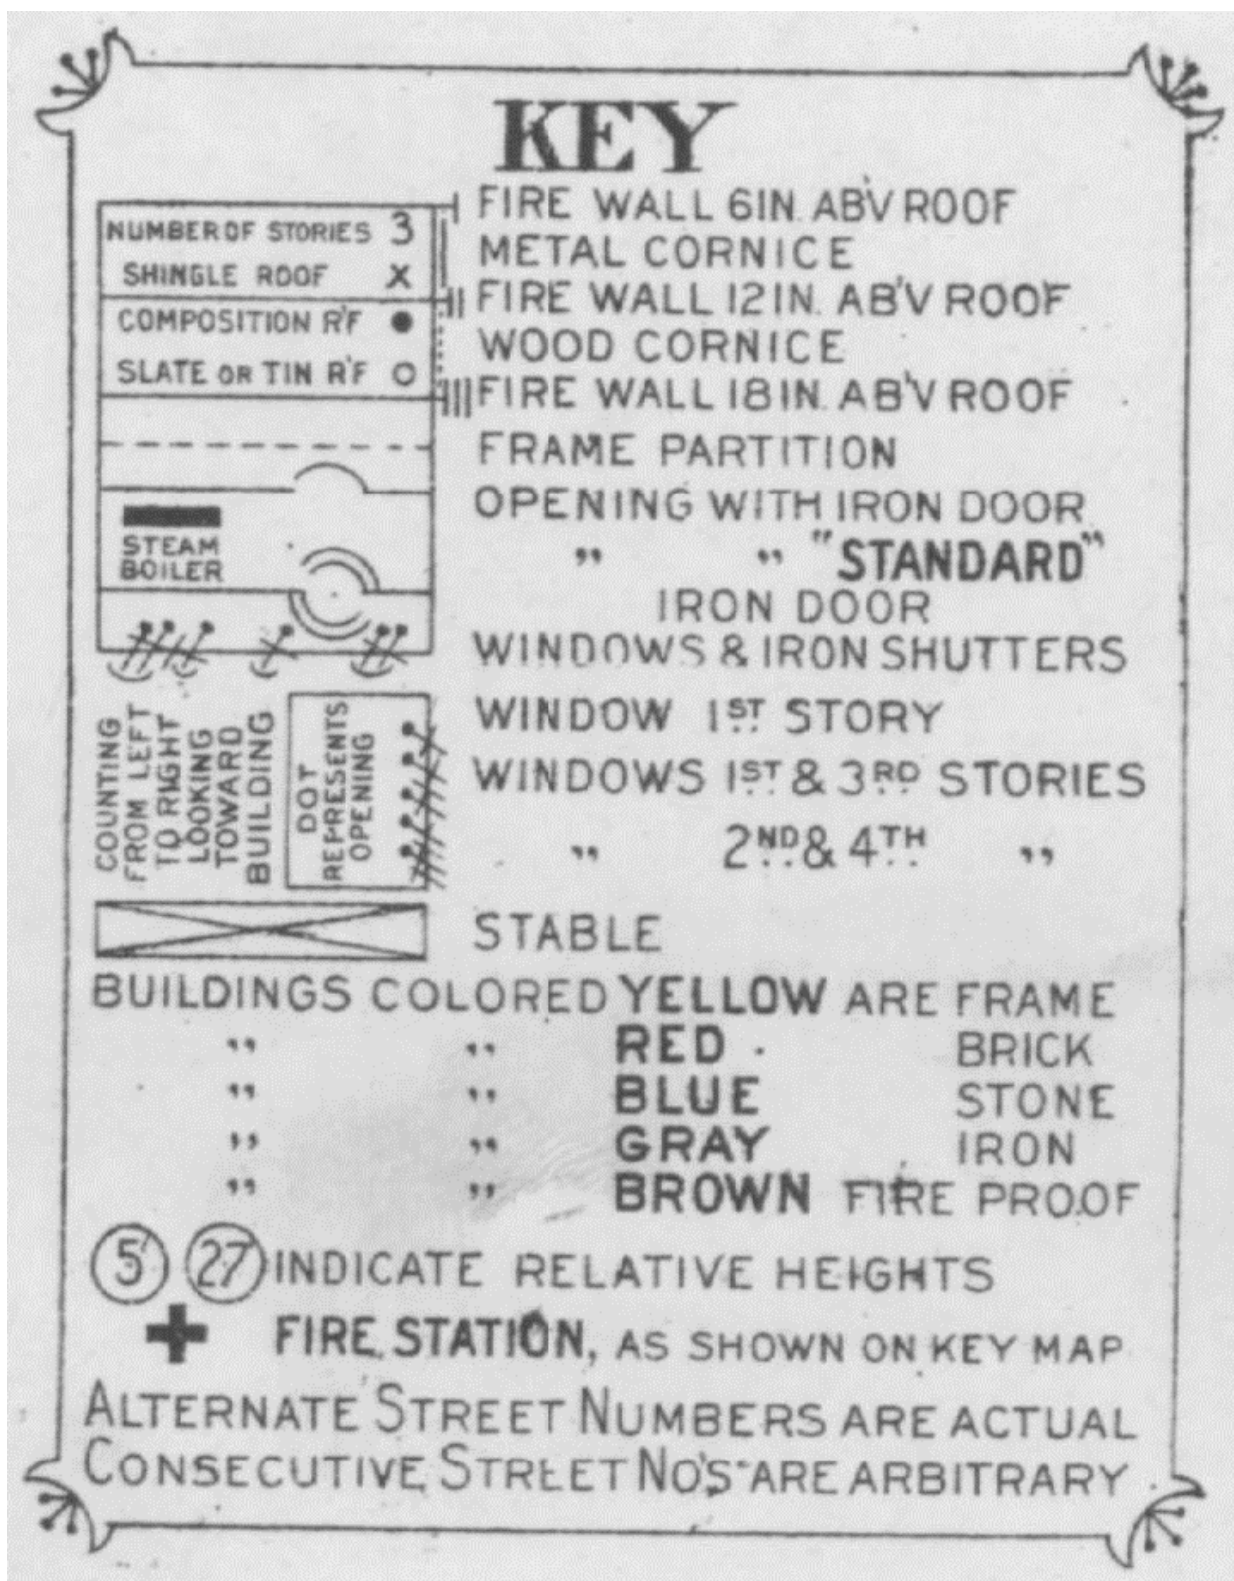 KEY
NUMBER OF STORIES 3
SHINGLE ROOF X
COMPOSITION R'F
SLATE OR TIN R'F
STEAM
BOILER
FIRE WALL 6IN. AB'V ROOF
METAL CORNICE
FIRE WALL 12IN. AB'V ROOF
WOOD CORNICE
FIRE WALL 18IN. AB'V ROOF
FRAME PARTITION
OPENING WITH IRON DOOR
" " "STANDARD"
IRON DOOR
WINDOWS & IRON SHUTTERS
COUNTING
FROM LEFT
TO RIGHT
LOOKING
TOWARD
BUILDING
DOT
REPRESENTS
OPENING
WINDOW 1ST STORY
WINDOWS 1ST & 3RD STORIES
" 2ND & 4TH "
STABLE
BUILDINGS COLORED YELLOW ARE FRAME
" " RED BRICK
" " BLUE STONE
" " GRAY IRON
" " BROWN FIRE PROOF
5' 27 INDICATE RELATIVE HEIGHTS
FIRE STATION, AS SHOWN ON KEY MAP
ALTERNATE STREET NUMBERS ARE ACTUAL
CONSECUTIVE STREET NO'S ARE ARBITRARY